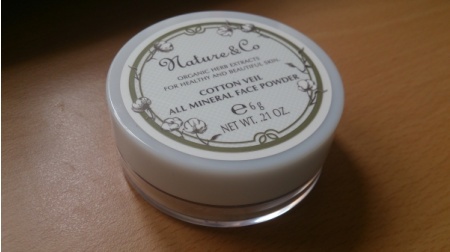 Nature&Co
ORGANIC HERB EXTRACTS
FOR HEALTHY AND BEAUTIFUL SKIN.
COTTON VEIL
ALL MINERAL FACE POWDER
℮ 6 g
NET WT. .21 OZ.